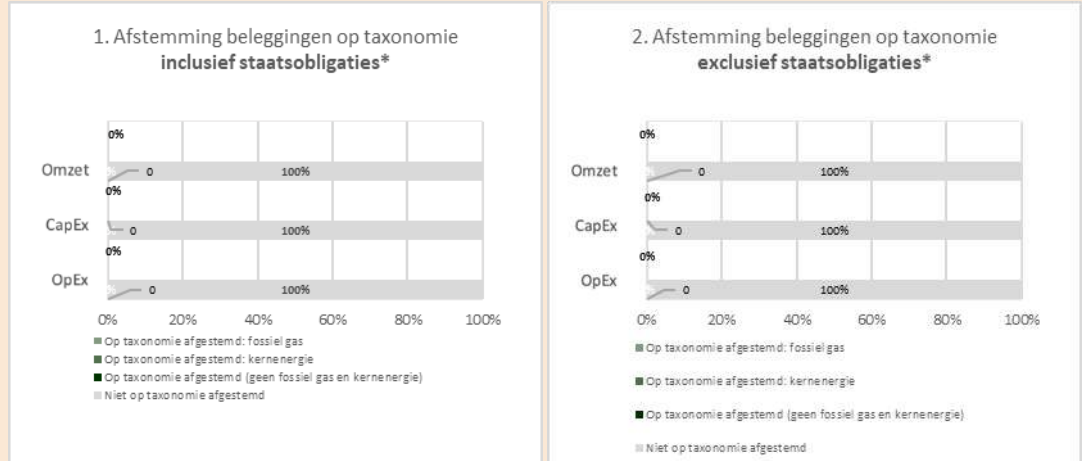 1. Afstemming beleggingen op taxonomie
inclusief staatsobligaties*
0%
Omzet
0
100%
0%
CapEx
0
100%
0%
OpEx
0
100%
0%
20%
40%
60%
80%
100%
Op taxonomie afgestemd: fossiel gas
Op taxonomie afgestemd: kernenergie
Op taxonomie afgestemd (geen fossiel gas en kernenergie)
Niet op taxonomie afgestemd
2. Afstemming beleggingen op taxonomie
exclusief staatsobligaties*
0%
Omzet
0
100%
0%
CapEx
0
100%
0%
OpEx
0
100%
0%
20%
40%
60%
80%
100%
Op taxonomie afgestemd: fossiel gas
Op taxonomie afgestemd: kernenergie
Op taxonomie afgestemd (geen fossiel gas en kernenergie)
Niet op taxonomie afgestemd